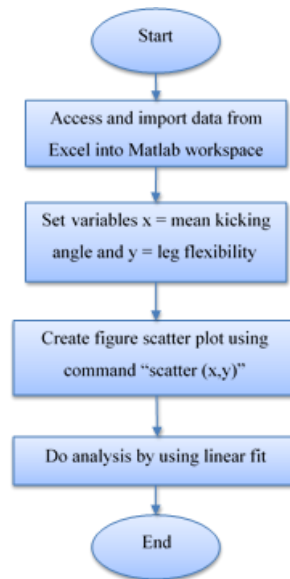 Start
Access and import data from
Excel into Matlab workspace
Set variables x = mean kicking
angle and y = leg flexibility
Create figure scatter plot using
command “scatter (x,y)”
Do analysis by using linear fit
End